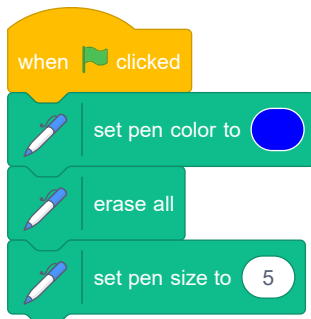 when clicked
set pen color to
erase all
set pen size to 5